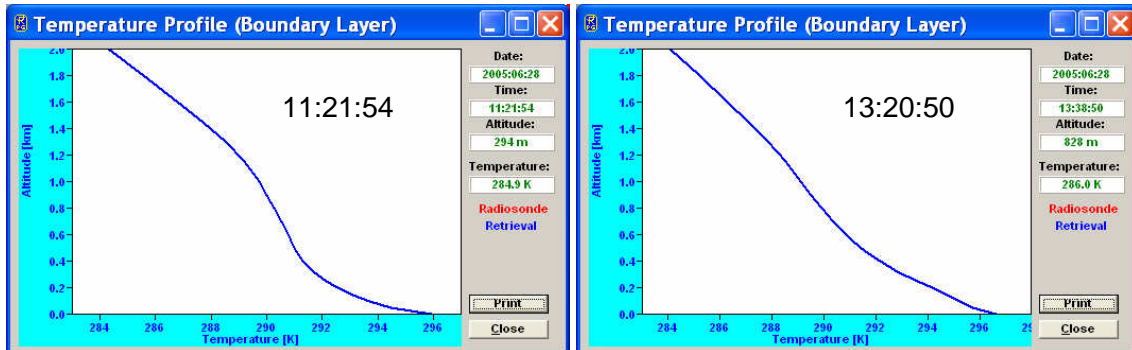 Temperature Profile (Boundary Layer)
2.0
1.8
1.6
1.4
1.2
1.0
0.8
0.6
0.4
0.2
0.0
Altitude [km]
284 286 288 290 292 294 296
Temperature [K]
11:21:54
Date:
2005:06:28
Time:
11:21:54
Altitude:
294 m
Temperature:
284.9 K
Radiosonde
Retrieval
Print
Close
Temperature Profile (Boundary Layer)
2.0
1.8
1.6
1.4
1.2
1.0
0.8
0.6
0.4
0.2
0.0
Altitude [km]
284 286 288 290 292 294 296
Temperature [K]
13:20:50
Date:
2005:06:28
Time:
13:38:50
Altitude:
828 m
Temperature:
286.0 K
Radiosonde
Retrieval
Print
Close